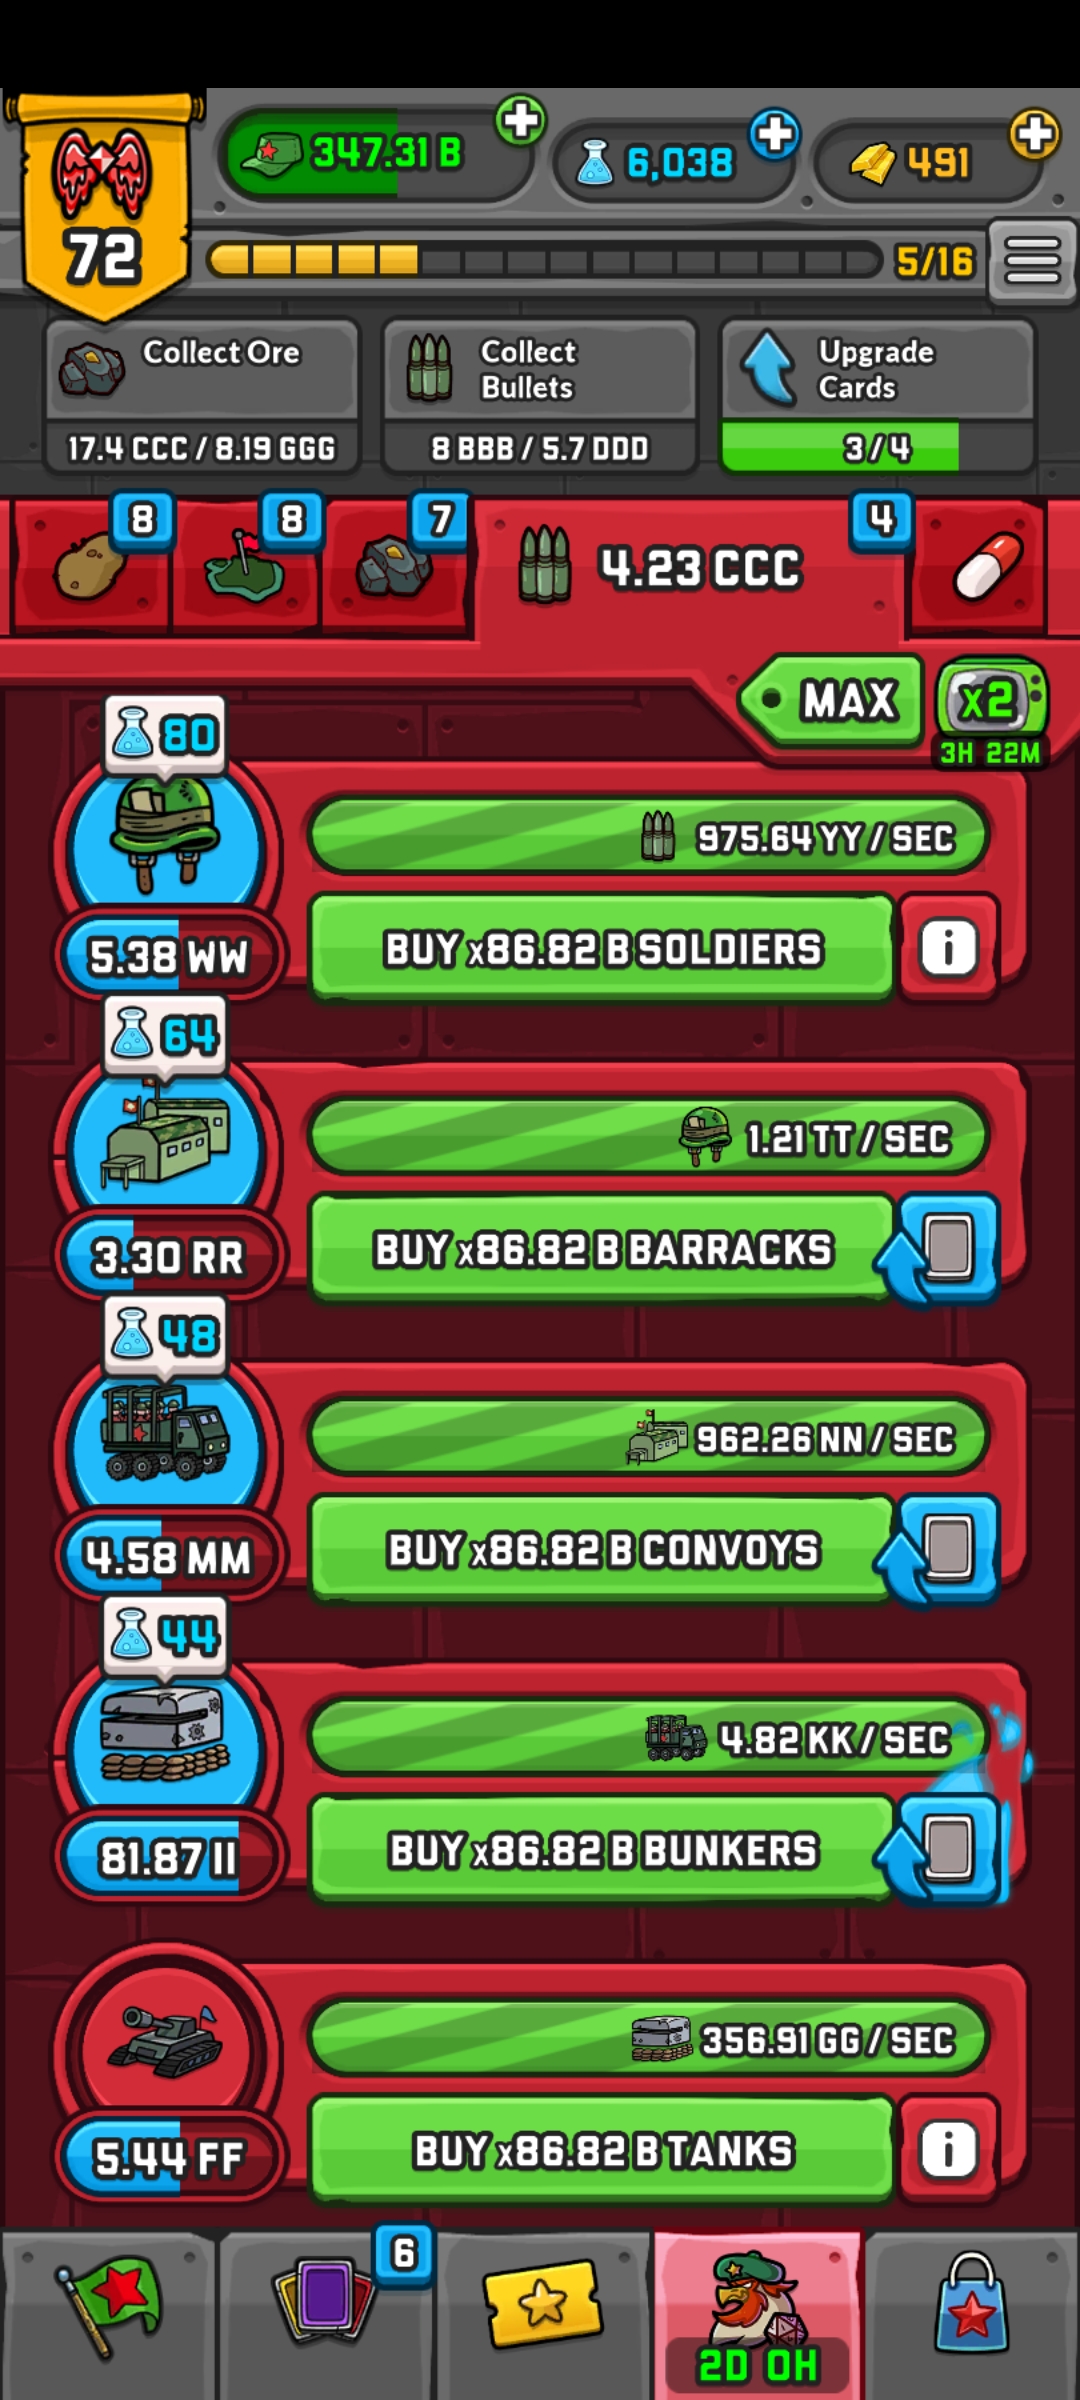 347.31 B
6,038
491
72
5/16
Collect Ore
17.4 CCC / 8.19 GGG
Collect
Bullets
8 BBB / 5.7 DDD
Upgrade
Cards
3/4
8
8
7
4.23 CCC
4
MAX
x2
3H 22M
80
975.64 YY / SEC
5.38 WW
BUY x86.82 B SOLDIERS
i
64
1.21 TT / SEC
3.30 RR
BUY x86.82 B BARRACKS
48
962.26 NN / SEC
4.58 MM
BUY x86.82 B CONVOYS
44
4.82 KK / SEC
81.87 II
BUY x86.82 B BUNKERS
356.91 GG / SEC
5.44 FF
BUY x86.82 B TANKS
i
6
2D 0H